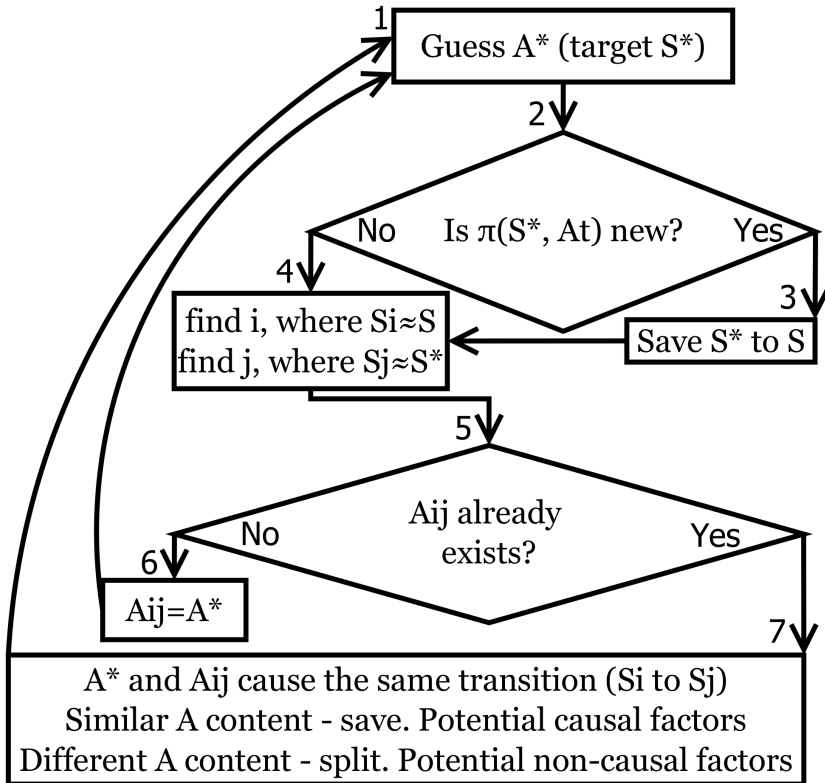 1
Guess A* (target S*)
2
Is π(S*, At) new?
No
Yes
3
Save S* to S
4
find i, where Si≈S
find j, where Sj≈S*
5
Aij already
exists?
No
Yes
6
Aij=A*
7
A* and Aij cause the same transition (Si to Sj)
Similar A content - save. Potential causal factors
Different A content - split. Potential non-causal factors